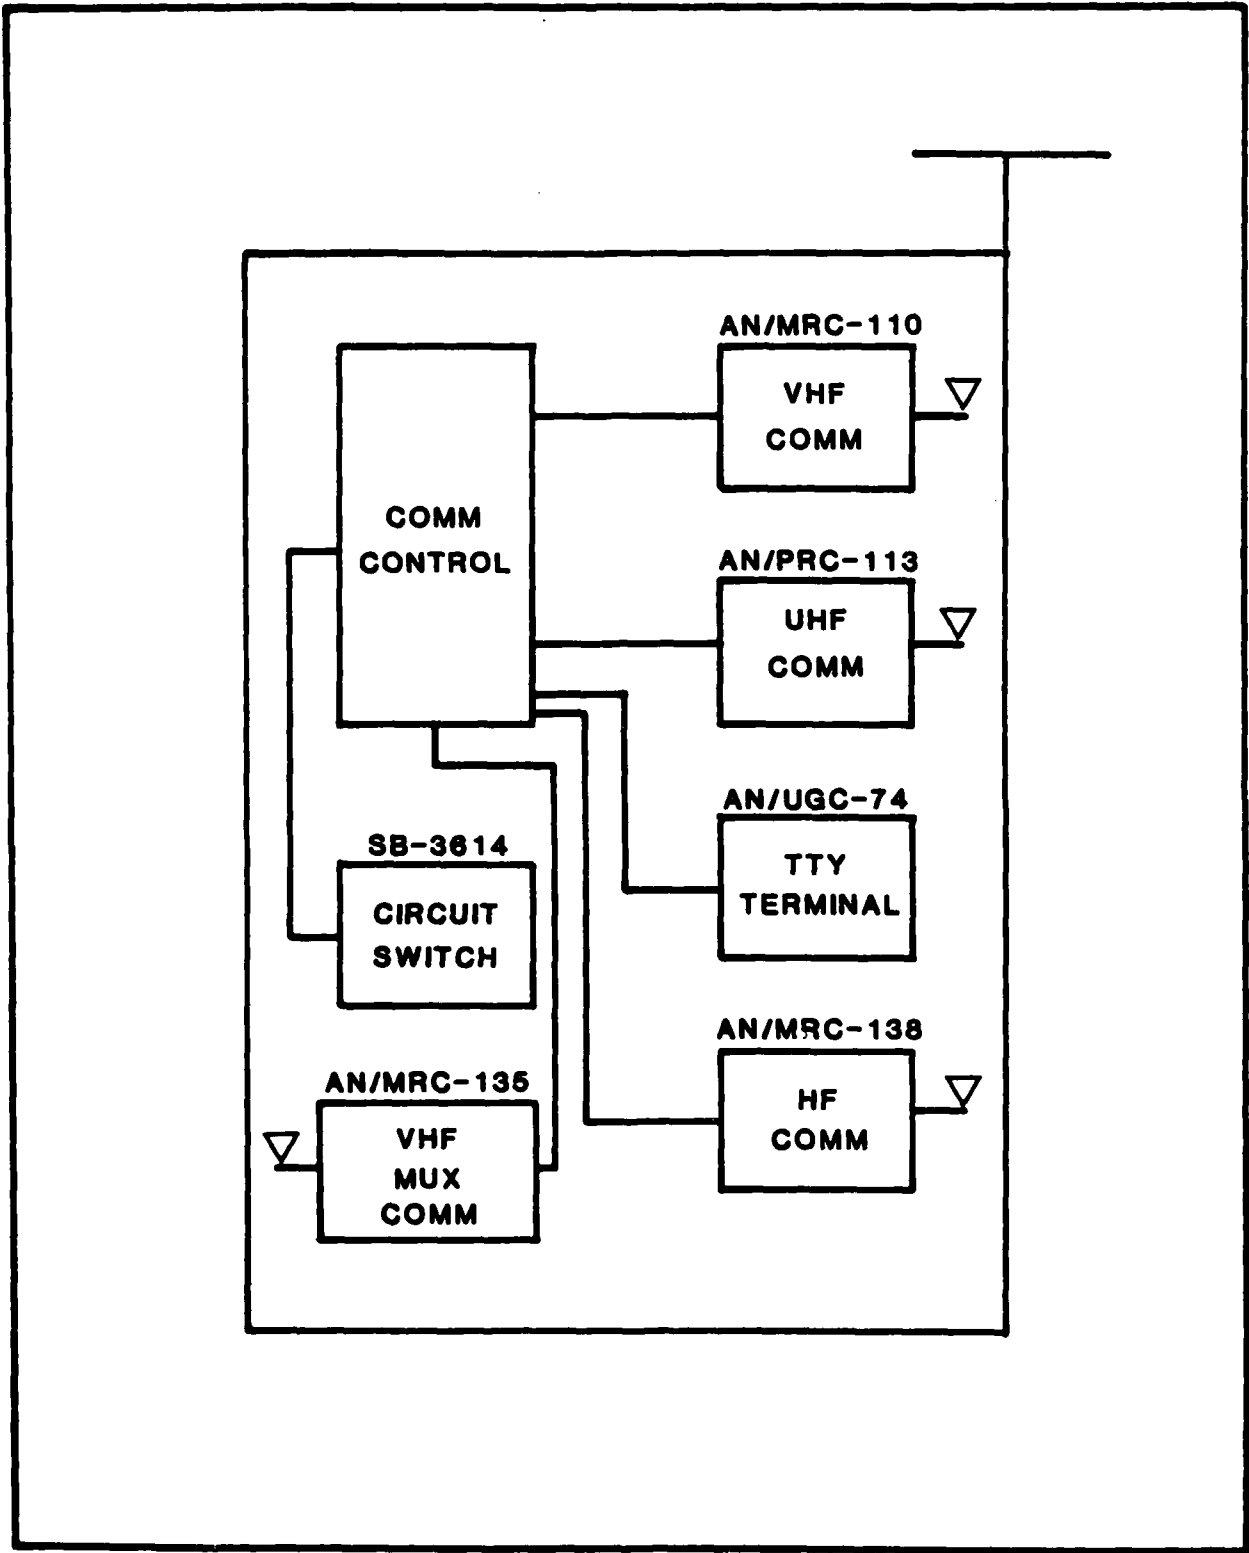 AN/MRC-110
VHF
COMM
COMM
CONTROL
AN/PRC-113
UHF
COMM
AN/UGC-74
TTY
TERMINAL
SB-3614
CIRCUIT
SWITCH
AN/MRC-138
HF
COMM
AN/MRC-135
VHF
MUX
COMM